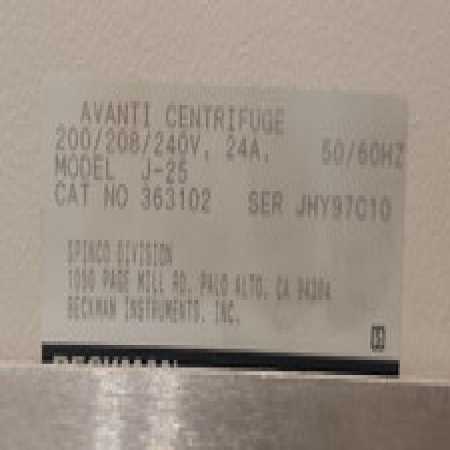 AVANTI CENTRIFUGE
200/208/240V, 24A, 50/60HZ
MODEL J-25
CAT NO 363102 SER JHY97C10
SPINCO DIVISION
1050 PAGE MILL RD. PALO ALTO, CA 94304
BECKMAN INSTRUMENTS. INC.
BECKMAN